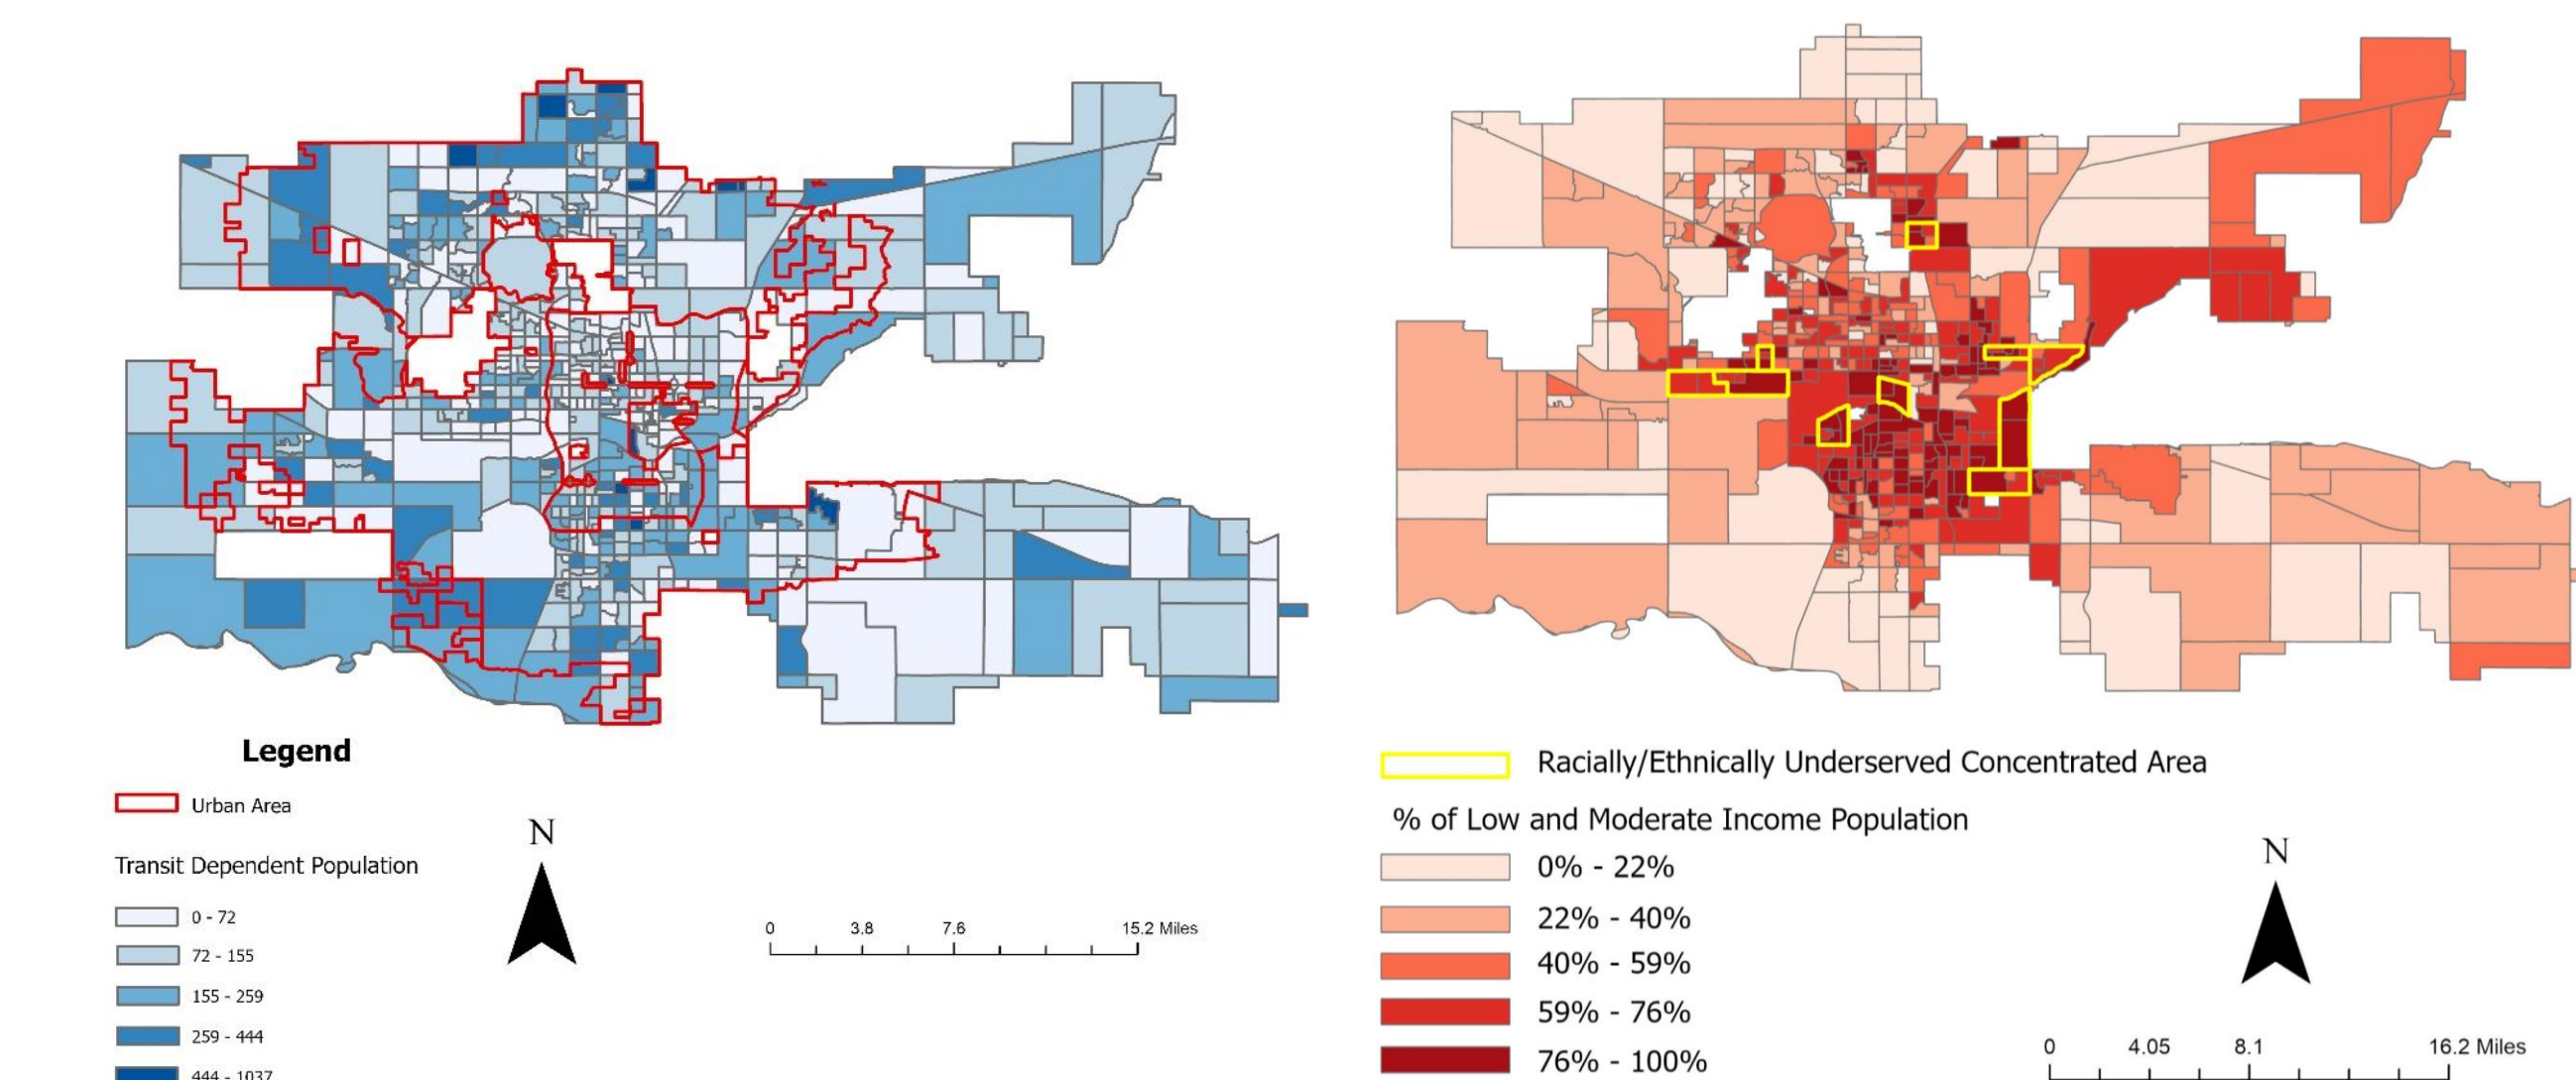 Legend
Urban Area
N
Transit Dependent Population
0 - 72
72 - 155
155 - 259
259 - 444
444 - 1037
0 3.8 7.6 15.2 Miles
Racially/Ethnically Underserved Concentrated Area
% of Low and Moderate Income Population
0% - 22%
22% - 40%
40% - 59%
59% - 76%
76% - 100%
N
0 4.05 8.1 16.2 Miles